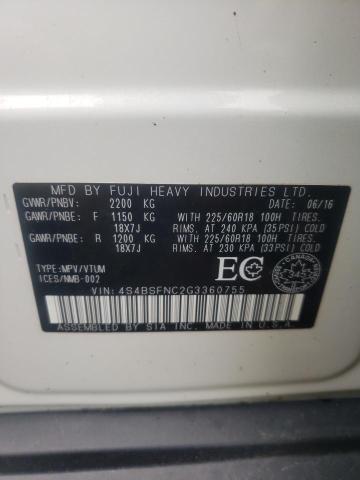 MFD BY FUJI HEAVY INDUSTRIES LTD.
GVWR/PNBV: 2200 KG DATE: 06/16
GAWR/PNBE: F 1150 KG WITH 225/60R18 100H TIRES.
18X7J RIMS. AT 240 KPA (35PSI) COLD
GAWR/PNBE: R 1200 KG WITH 225/60R18 100H TIRES.
18X7J RIMS. AT 230 KPA (33PSI) COLD
TYPE:MPV/VTUM
ICES/NMB-002
EC
CANADA
VIN: 4S4BSFNC2G3360755
ASSEMBLED BY SIA INC. MADE IN U.S.A.